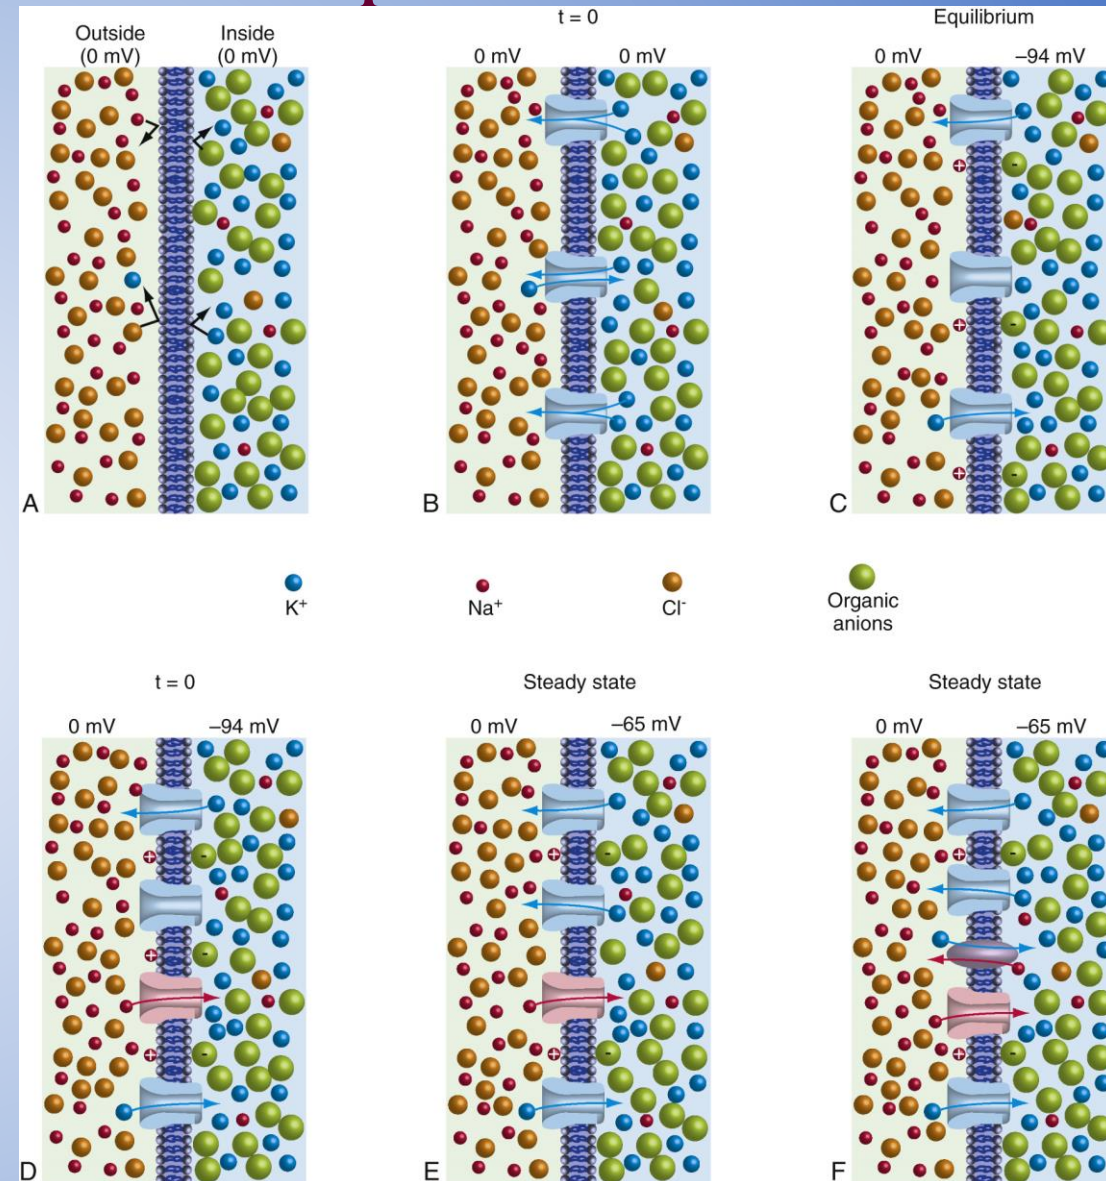 t = 0
Equilibrium
Outside
(0 mV)
Inside
(0 mV)
0 mV
0 mV
0 mV
–94 mV
+
-
+
-
+
-
A
B
C
K+
Na+
Cl-
Organic
anions
t = 0
Steady state
Steady state
0 mV
–94 mV
0 mV
–65 mV
0 mV
–65 mV
+
-
+
-
+
-
+
-
+
-
+
-
+
-
D
E
F